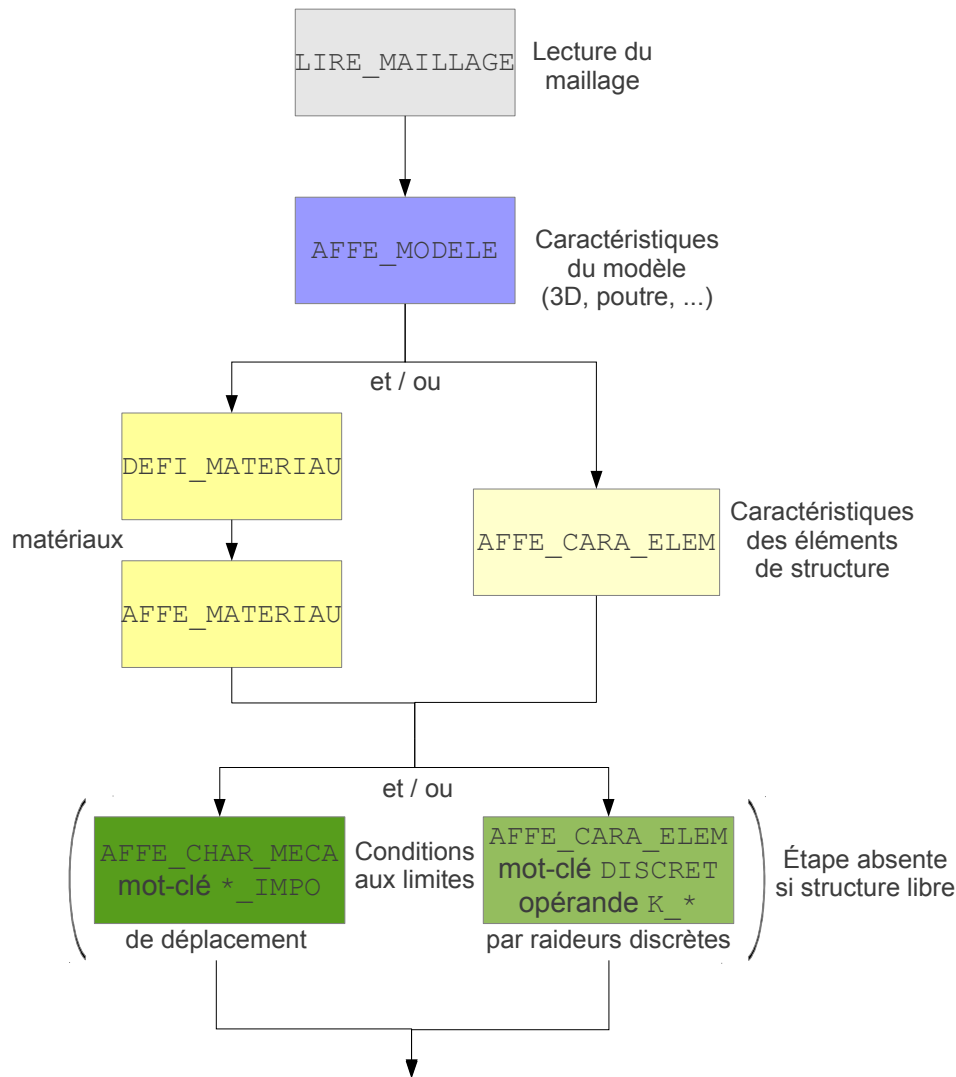 LIRE_MAILLAGE
Lecture du
maillage
AFFE_MODELE
Caractéristiques
du modèle
(3D, poutre, ...)
et / ou
DEFI_MATERIAU
matériaux
AFFE_MATERIAU
AFFE_CARA_ELEM
Caractéristiques
des éléments
de structure
et / ou
AFFE_CHAR_MECA
mot-clé *_IMPO
de déplacement
Conditions
aux limites
AFFE_CARA_ELEM
mot-clé DISCRET
opérande K_*
par raideurs discrètes
Étape absente
si structure libre